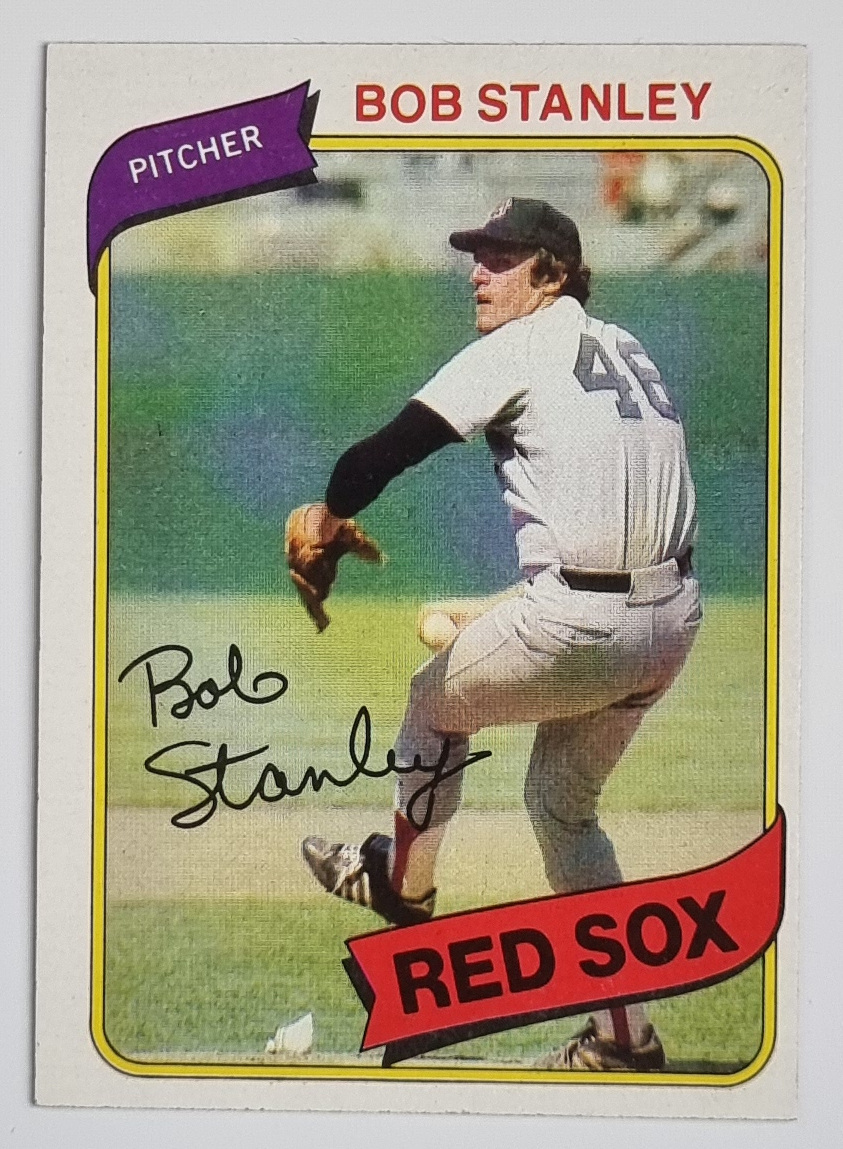 BOB STANLEY
PITCHER
46
Bob
Stanley
RED SOX